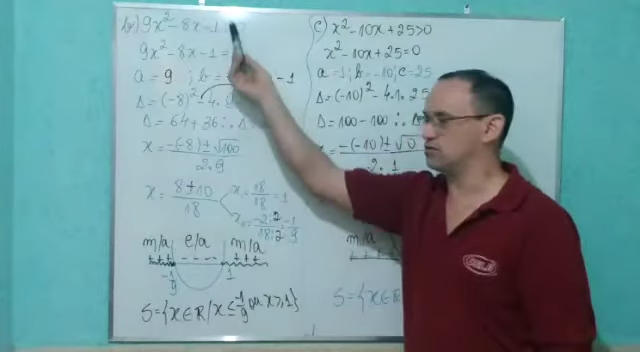 b) 9x² - 8x - 1
9x² - 8x - 1 =
a = 9 ; b = - 1
Δ = (-8)² - 4.
Δ = 64 + 36 ∴ Δ
x = -(-8) ± √100 / 2.9
x = 8 ± 10 / 18
x₁ = 18/18 = 1
x₂ = -2:2 / 18:2 = -1/9
m/a c/a m/a
+ + + - - - + + +
-1/9 1
S = {x ∈ R / x ≤ -1/9 ou x ≥ 1}
c) x² - 10x + 25 > 0
x² - 10x + 25 = 0
a = 1; b = -10; c = 25
Δ = (-10)² - 4.1.25
Δ = 100 - 100 ∴
= -(-10) ± √0 / 2.1
m/a
S = {x ∈ R